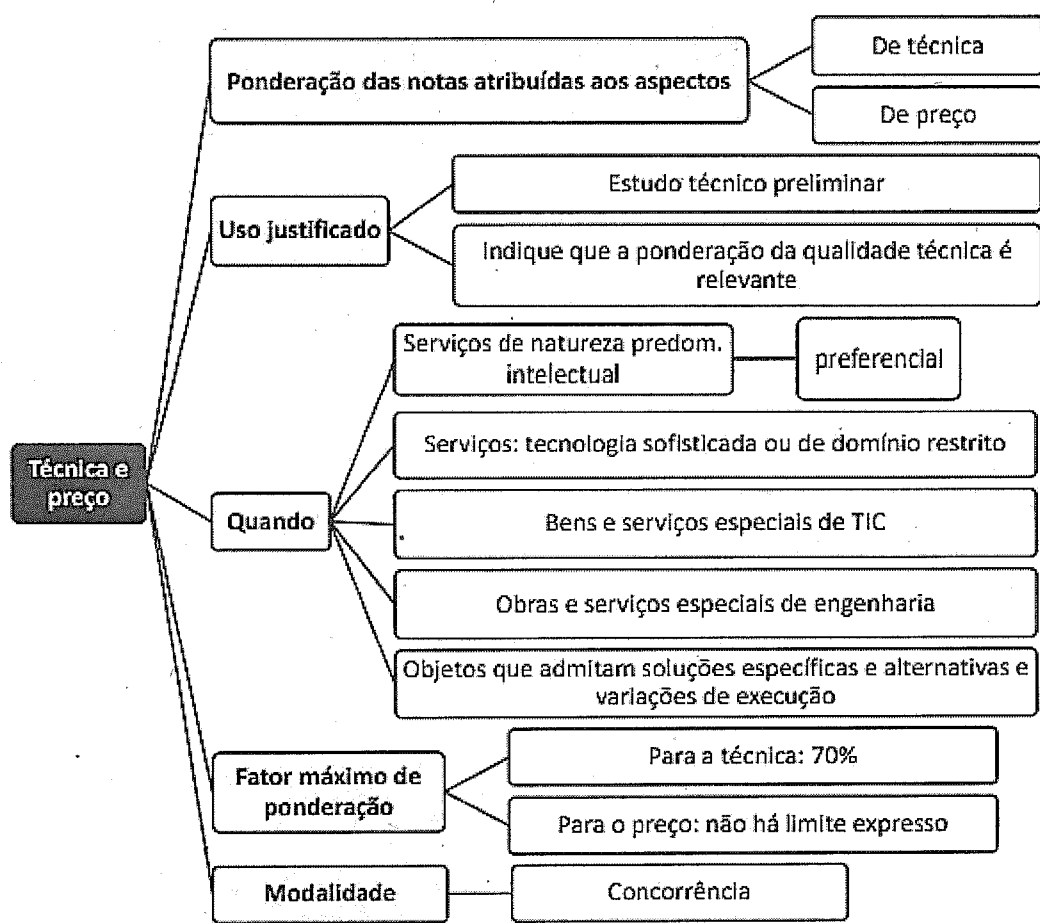 De técnica
Ponderação das notas atribuídas aos aspectos
De preço
Estudo técnico preliminar
Uso justificado
Indique que a ponderação da qualidade técnica é
relevante
Serviços de natureza predom.
intelectual
preferencial
Serviços: tecnologia sofisticada ou de domínio restrito
Técnica e
preço
Quando
Bens e serviços especiais de TIC
Obras e serviços especiais de engenharia
Objetos que admitam soluções específicas e alternativas e
variações de execução
Fator máximo de
ponderação
Para a técnica: 70%
Para o preço: não há limite expresso
Modalidade
Concorrência